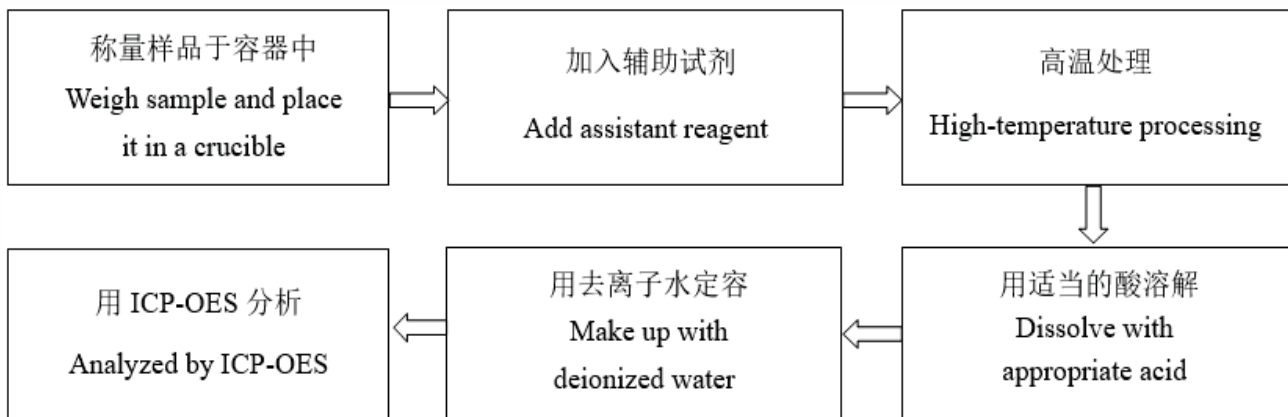 称量样品于容器中
Weigh sample and place
it in a crucible
加入辅助试剂
Add assistant reagent
高温处理
High-temperature processing
用适当的酸溶解
Dissolve with
appropriate acid
用去离子水定容
Make up with
deionized water
用 ICP-OES 分析
Analyzed by ICP-OES